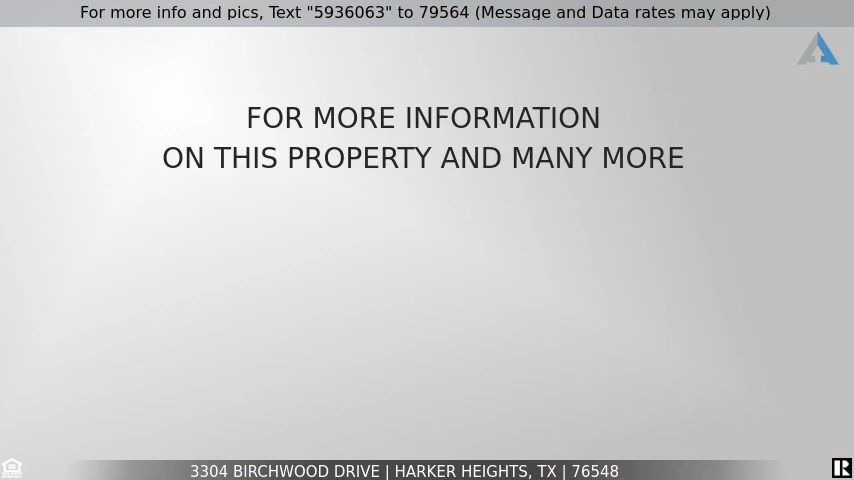 For more info and pics, Text "5936063" to 79564 (Message and Data rates may apply)
FOR MORE INFORMATION
ON THIS PROPERTY AND MANY MORE
3304 BIRCHWOOD DRIVE | HARKER HEIGHTS, TX | 76548